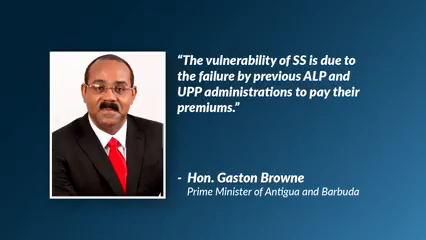 “The vulnerability of SS is due to
the failure by previous ALP and
UPP administrations to pay their
premiums.”
- Hon. Gaston Browne
Prime Minister of Antigua and Barbuda